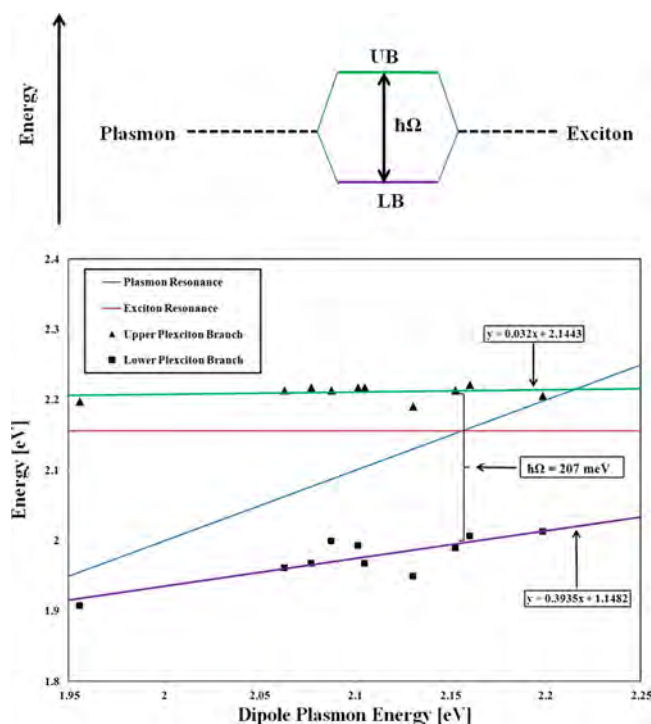 UB
Energy
Plasmon
ħΩ
Exciton
LB
2.4
Plasmon Resonance
Exciton Resonance
Upper Plexciton Branch
Lower Plexciton Branch
y = 0.032x + 2.1443
2.3
2.2
Energy [eV]
2.1
ħΩ = 207 meV
2
1.9
y = 0.3935x + 1.1482
1.8
1.95
2
2.05
2.1
2.15
2.2
2.25
Dipole Plasmon Energy [eV]